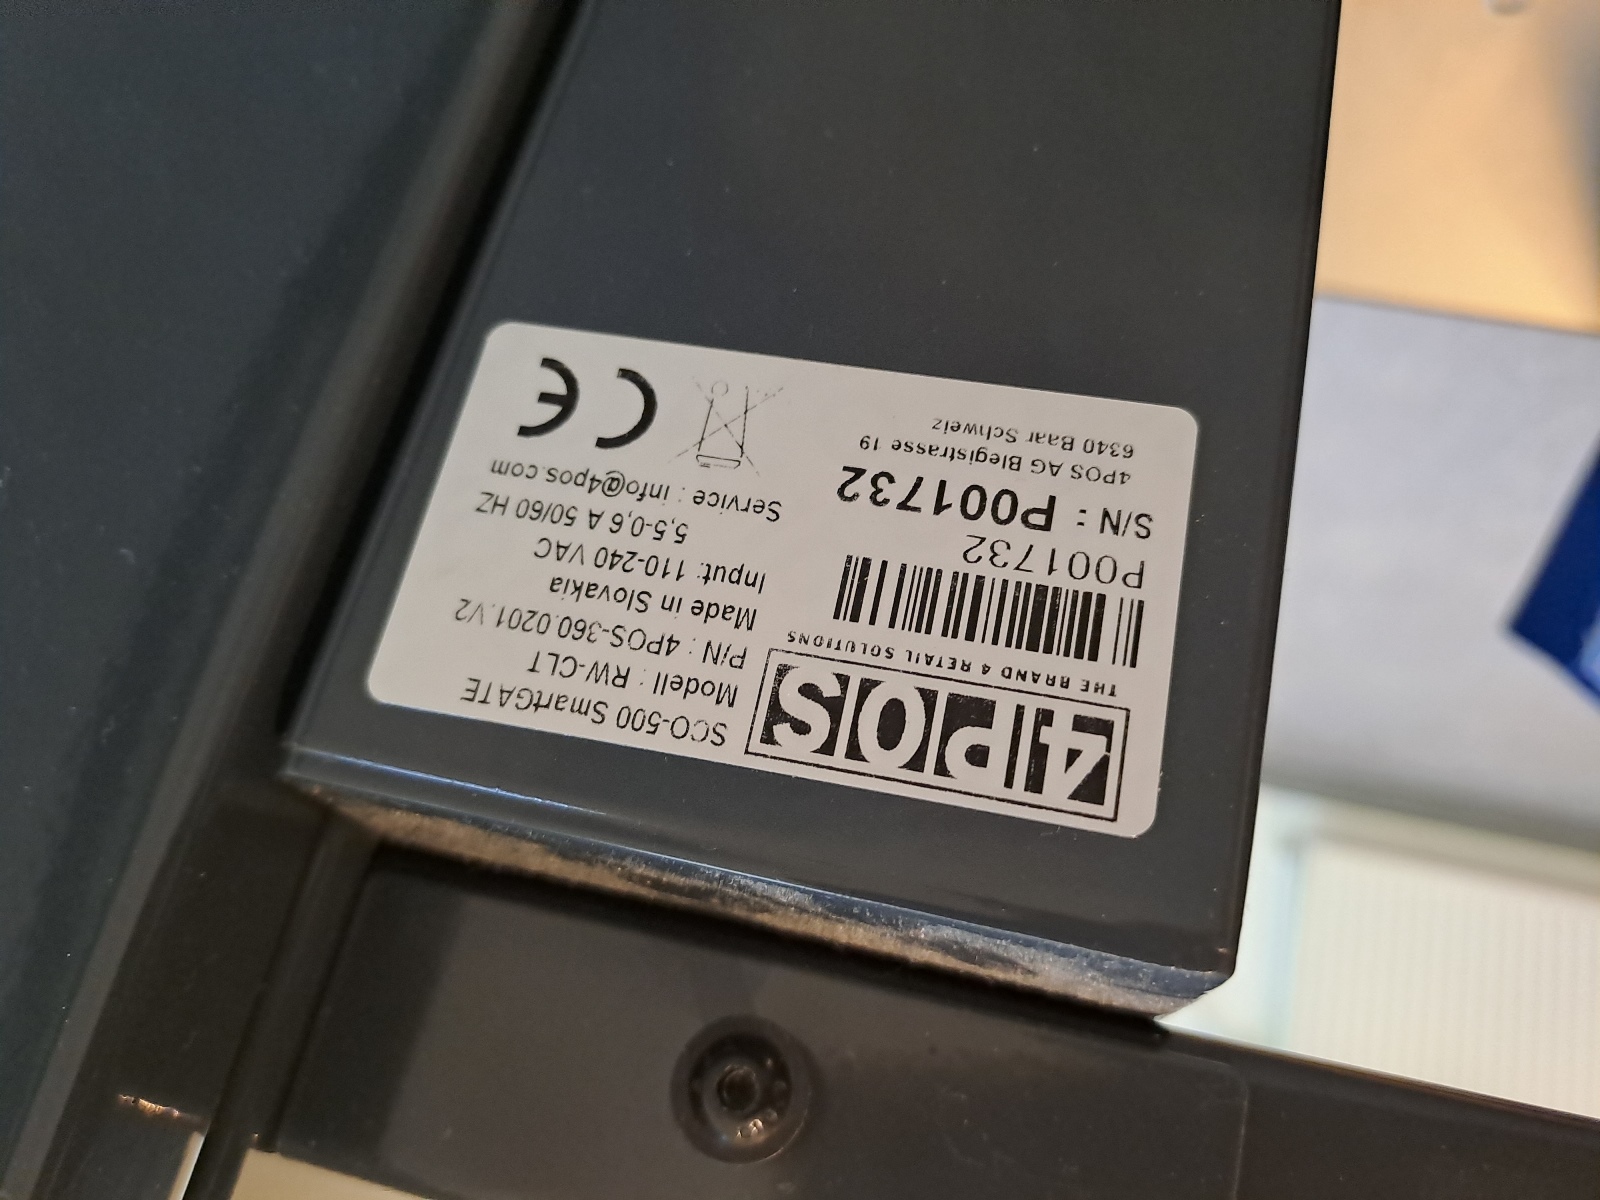 4POS
THE BRAND & RETAIL SOLUTIONS
P001732
S/N : P001732
4POS AG Blegistrasse 19
6340 Baar Schweiz
SCO-500 SmartGATE
Modell : RW-CLT
P/N : 4POS-360.0201.V2
Made in Slovakia
Input: 110-240 VAC
5,5-0,6 A 50/60 HZ
Service : info@4pos.com
CE